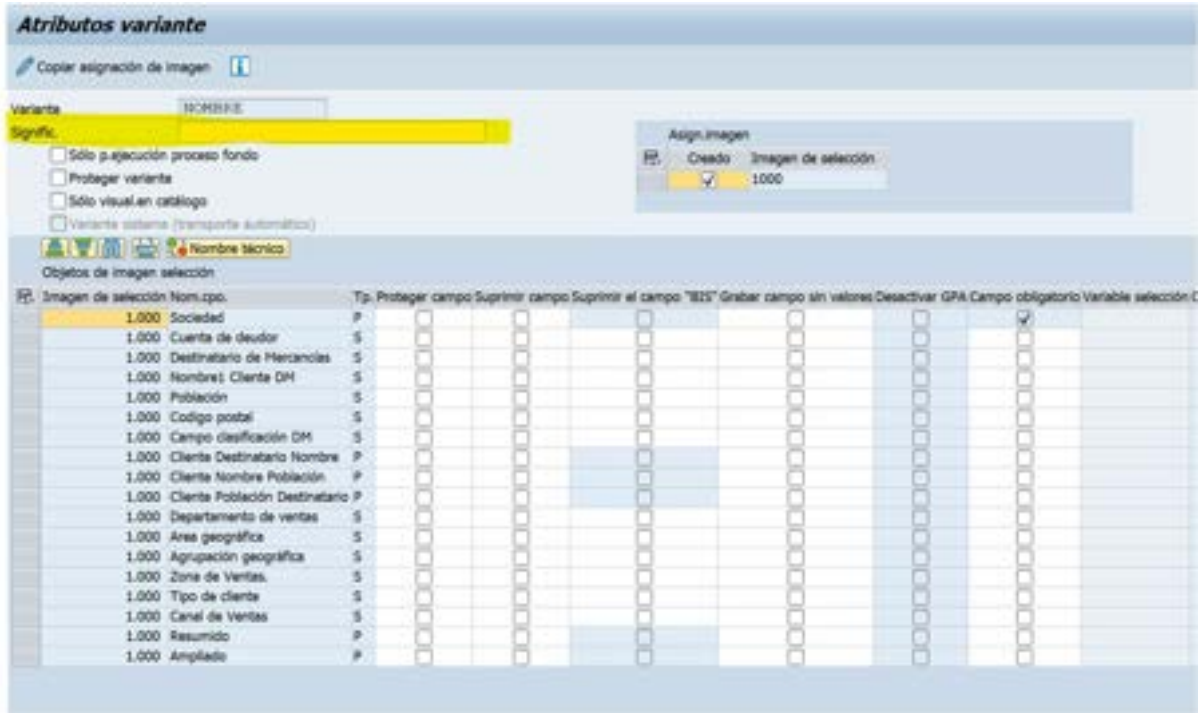 Atributos variante
Copiar asignación de imagen
Variante NOMBRE
Signific.
Asign.imagen
Sólo p.ejecución proceso fondo
Creado Imagen de selección
Proteger variante
1000
Sólo visual.en catálogo
Variante sistema (transporte automático)
Nombre técnico
Objetos de imagen selección
Imagen de selección Nom.cpo. Tp. Proteger campo Suprimir campo Suprimir el campo "BIS" Grabar campo sin valores Desactivar GPA Campo obligatorio Variable selección
1.000 Sociedad P
1.000 Cuenta de deudor S
1.000 Destinatario de Mercancías S
1.000 Nombre1 Cliente DM S
1.000 Población S
1.000 Codigo postal S
1.000 Campo clasificación DM S
1.000 Cliente Destinatario Nombre P
1.000 Cliente Nombre Población P
1.000 Cliente Población Destinatario P
1.000 Departamento de ventas S
1.000 Area geográfica S
1.000 Agrupación geográfica S
1.000 Zona de Ventas. S
1.000 Tipo de cliente S
1.000 Canal de Ventas S
1.000 Resumido P
1.000 Ampliado P